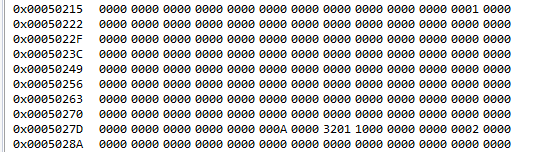 0x00050215 0000 0000 0000 0000 0000 0000 0000 0000 0000 0000 0000 0001 0000
0x00050222 0000 0000 0000 0000 0000 0000 0000 0000 0000 0000 0000 0000 0000
0x0005022F 0000 0000 0000 0000 0000 0000 0000 0000 0000 0000 0000 0000 0000
0x0005023C 0000 0000 0000 0000 0000 0000 0000 0000 0000 0000 0000 0000 0000
0x00050249 0000 0000 0000 0000 0000 0000 0000 0000 0000 0000 0000 0000 0000
0x00050256 0000 0000 0000 0000 0000 0000 0000 0000 0000 0000 0000 0000 0000
0x00050263 0000 0000 0000 0000 0000 0000 0000 0000 0000 0000 0000 0000 0000
0x00050270 0000 0000 0000 0000 0000 0000 0000 0000 0000 0000 0000 0000 0000
0x0005027D 0000 0000 0000 0000 0000 000A 0000 3201 1000 0000 0000 0002 0000
0x0005028A 0000 0000 0000 0000 0000 0000 0000 0000 0000 0000 0000 0000 0000